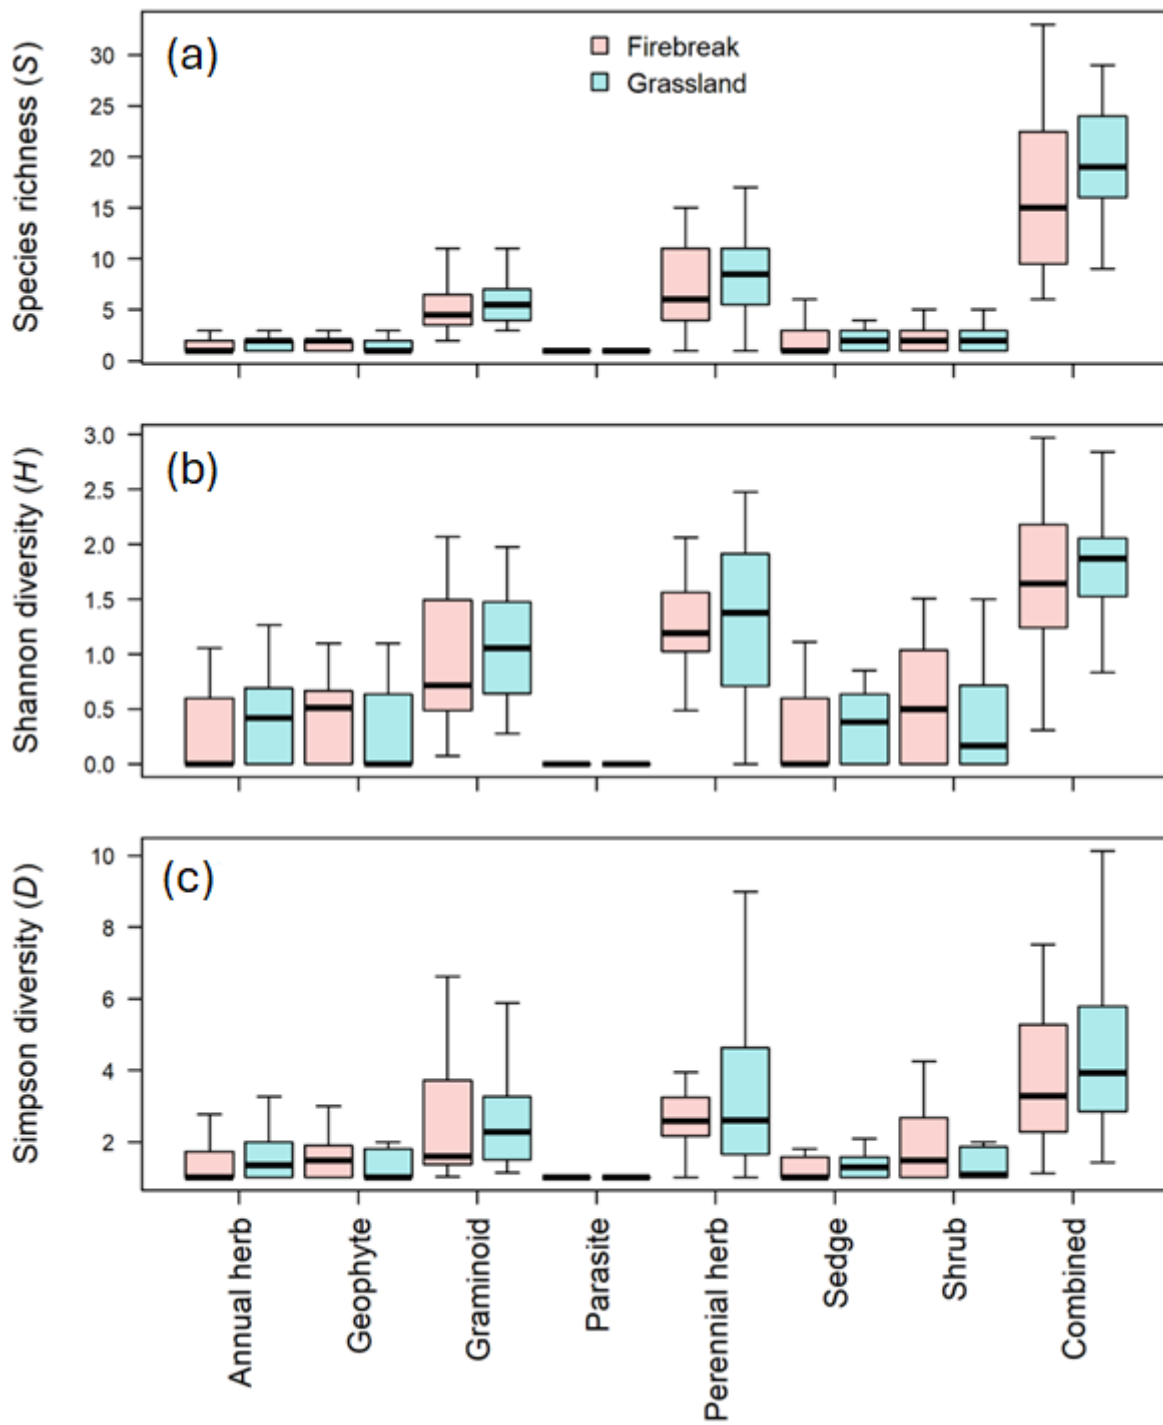 (a)
Firebreak
Grassland
Species richness (S)
30
25
20
15
10
5
0
(b)
Shannon diversity (H)
3.0
2.5
2.0
1.5
1.0
0.5
0.0
(c)
Simpson diversity (D)
10
8
6
4
2
Annual herb
Geophyte
Graminoid
Parasite
Perennial herb
Sedge
Shrub
Combined